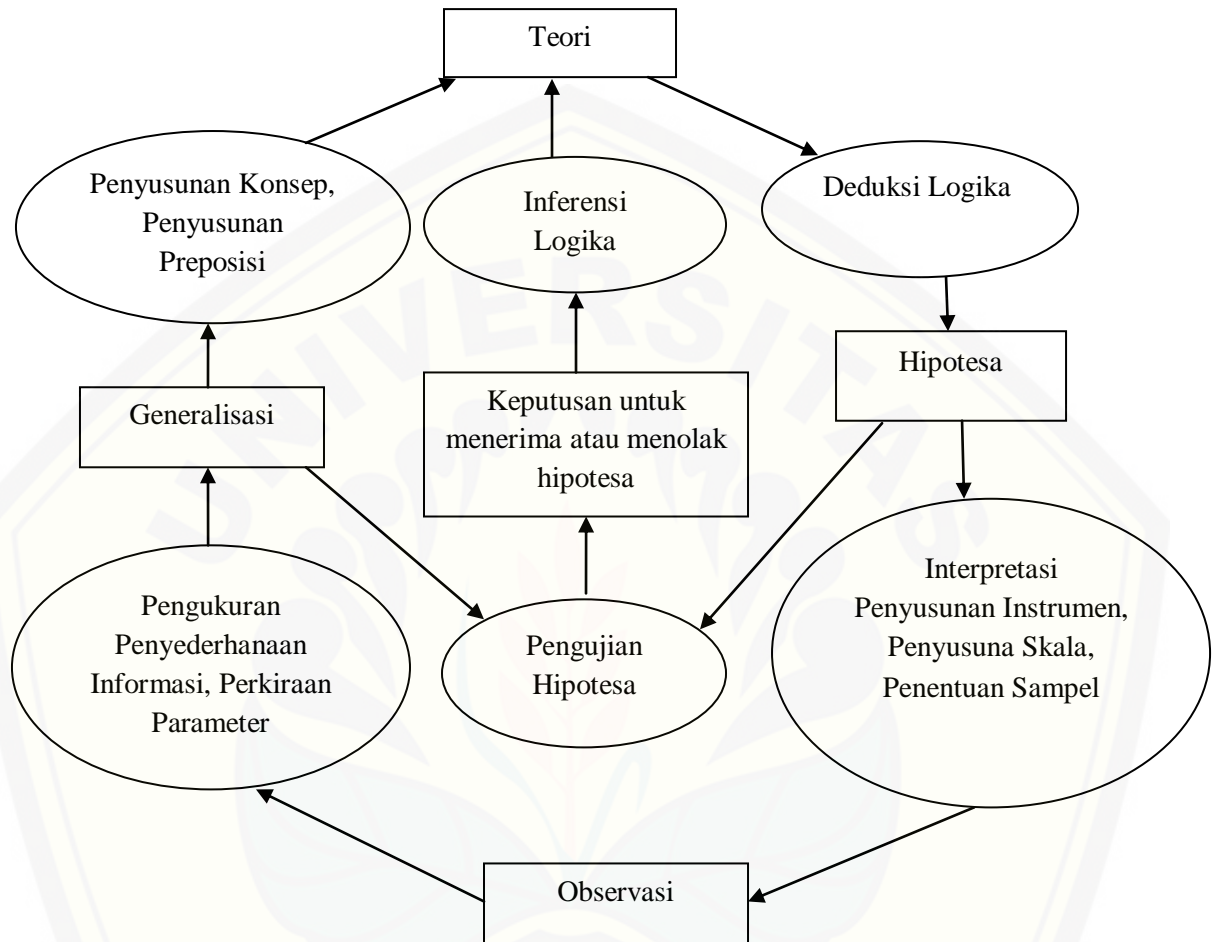 Teori
Penyusunan Konsep,
Penyusunan
Preposisi
Inferensi
Logika
Deduksi Logika
Generalisasi
Keputusan untuk
menerima atau menolak
hipotesa
Hipotesa
Pengukuran
Penyederhanaan
Informasi, Perkiraan
Parameter
Pengujian
Hipotesa
Interpretasi
Penyusunan Instrumen,
Penyusuna Skala,
Penentuan Sampel
Observasi
UNIVERSITAS